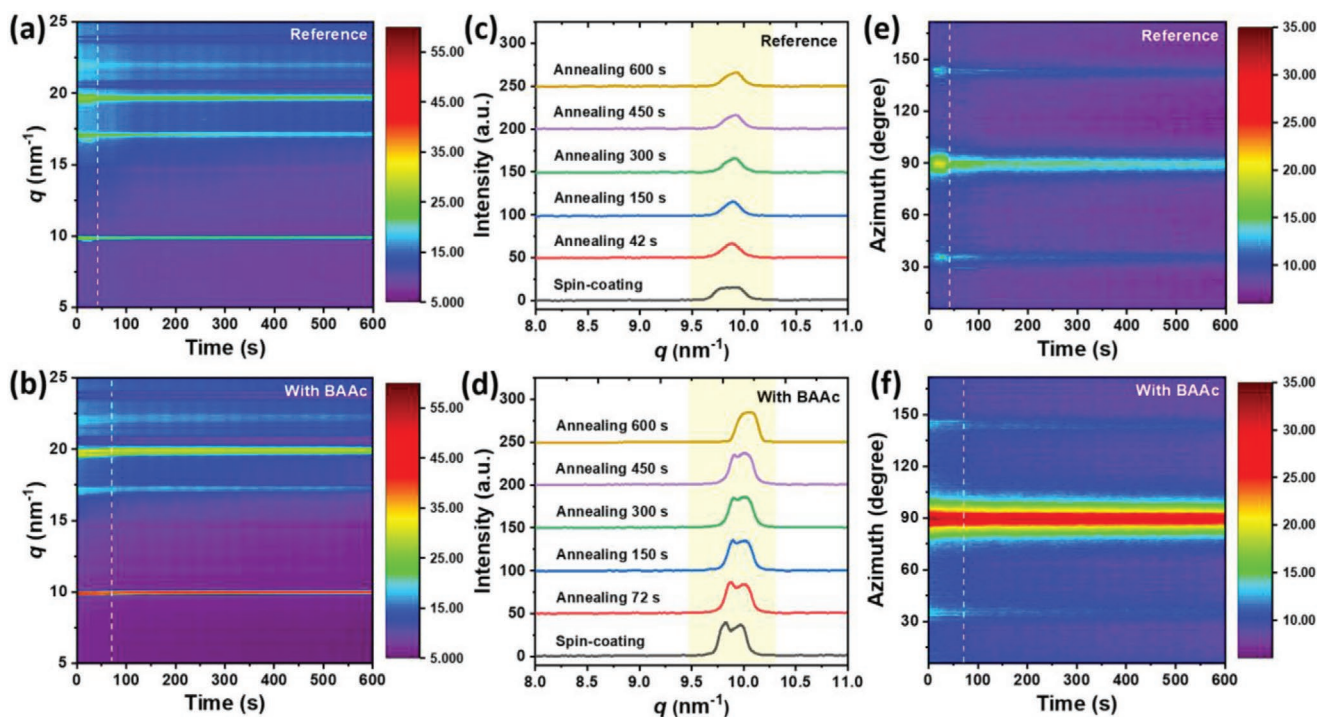 (a)
Reference
q (nm⁻¹)
25
20
15
10
5
0 100 200 300 400 500 600
Time (s)
55.00
45.00
35.00
25.00
15.00
5.000
(c)
Reference
Intensity (a.u.)
300
250
200
150
100
50
0
Annealing 600 s
Annealing 450 s
Annealing 300 s
Annealing 150 s
Annealing 42 s
Spin-coating
8.0 8.5 9.0 9.5 10.0 10.5 11.0
q (nm⁻¹)
(e)
Reference
Azimuth (degree)
150
120
90
60
30
0 100 200 300 400 500 600
Time (s)
35.00
30.00
25.00
20.00
15.00
10.00
(b)
With BAAc
q (nm⁻¹)
25
20
15
10
5
0 100 200 300 400 500 600
Time (s)
55.00
45.00
35.00
25.00
15.00
5.000
(d)
With BAAc
Intensity (a.u.)
300
250
200
150
100
50
0
Annealing 600 s
Annealing 450 s
Annealing 300 s
Annealing 150 s
Annealing 72 s
Spin-coating
8.0 8.5 9.0 9.5 10.0 10.5 11.0
q (nm⁻¹)
(f)
With BAAc
Azimuth (degree)
150
120
90
60
30
0 100 200 300 400 500 600
Time (s)
35.00
30.00
25.00
20.00
15.00
10.00